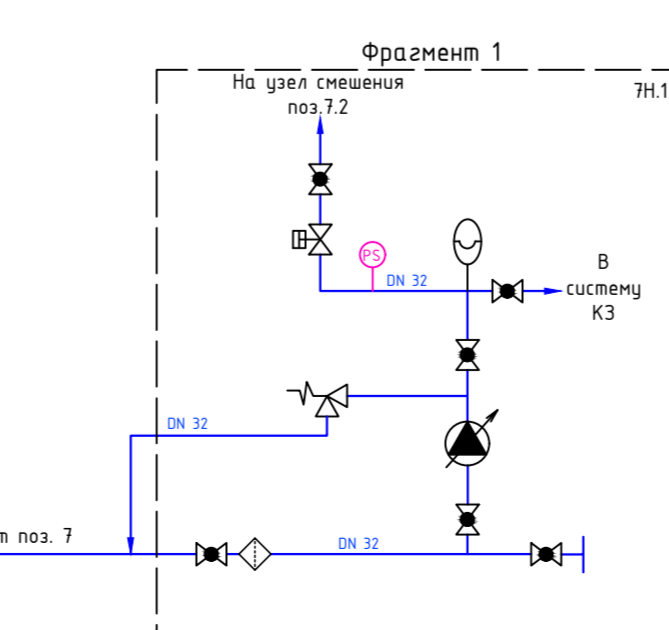 Фрагмент 1
На узел смешения
поз.7.2
7Н.1
PS
DN 32
В
систему
КЗ
DN 32
т поз. 7
DN 32